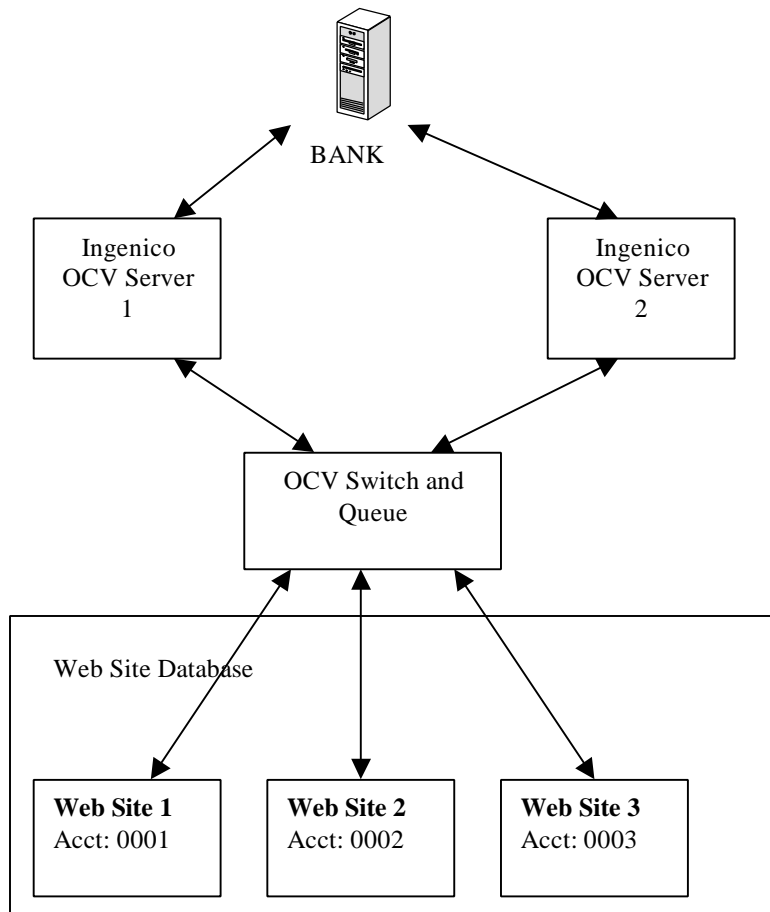 BANK
Ingenico
OCV Server
1
Ingenico
OCV Server
2
OCV Switch and
Queue
Web Site Database
Web Site 1
Acct: 0001
Web Site 2
Acct: 0002
Web Site 3
Acct: 0003